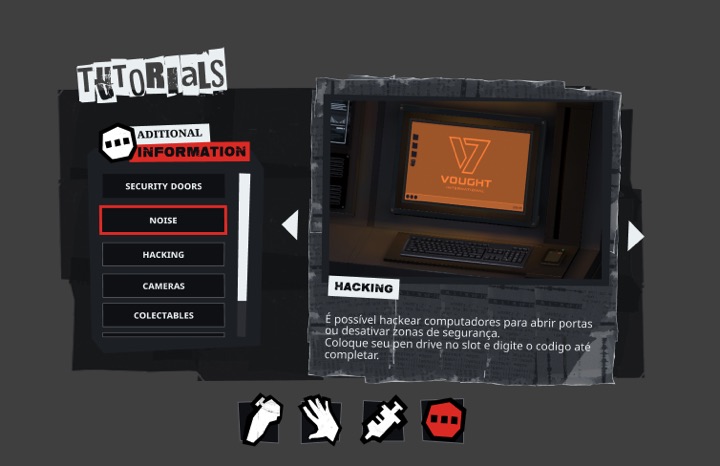 TUTORIALS
ADITIONAL
INFORMATION
SECURITY DOORS
NOISE
HACKING
CAMERAS
COLECTABLES
VOUGHT
HACKING
É possível hackear computadores para abrir portas
ou desativar zonas de segurança.
Coloque seu pen drive no slot e digite o codigo até
completar.